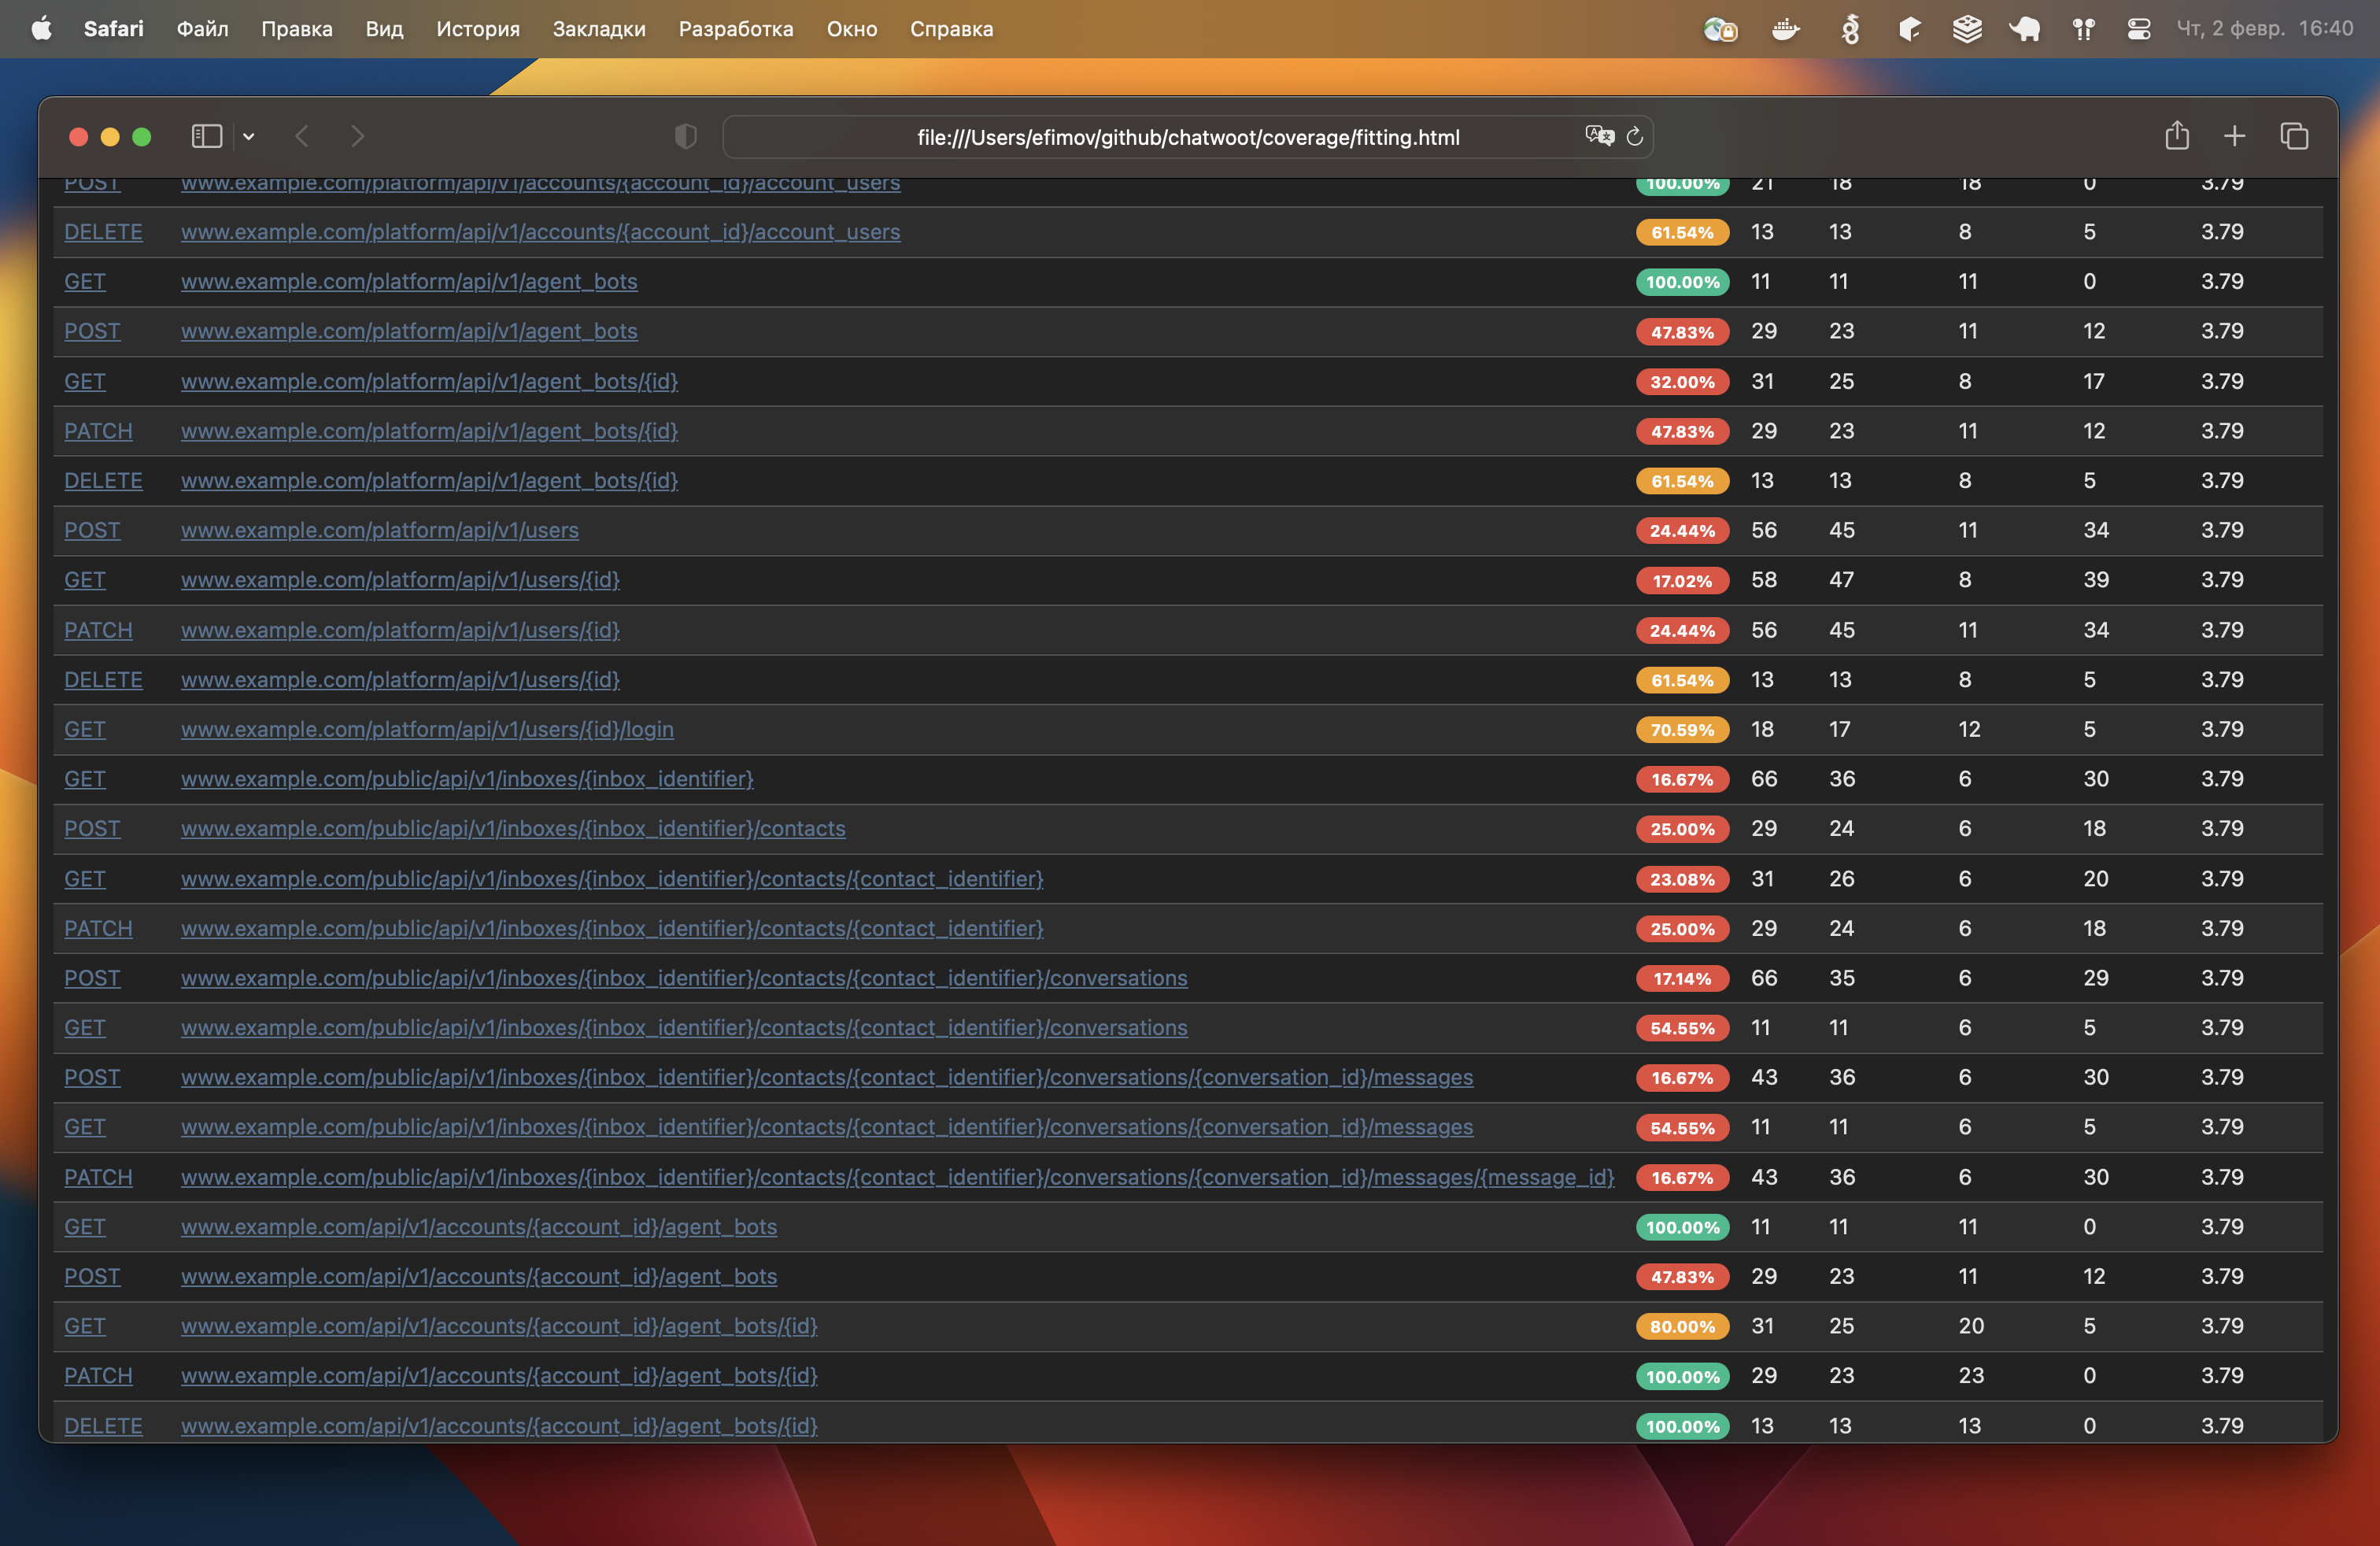 Safari Файл Правка Вид История Закладки Разработка Окно Справка Чт, 2 февр. 16:40
file:///Users/efimov/github/chatwoot/coverage/fitting.html
POST www.example.com/platform/api/v1/accounts/{account_id}/account_users 100.00% 21 18 18 0 3.79
DELETE www.example.com/platform/api/v1/accounts/{account_id}/account_users 61.54% 13 13 8 5 3.79
GET www.example.com/platform/api/v1/agent_bots 100.00% 11 11 11 0 3.79
POST www.example.com/platform/api/v1/agent_bots 47.83% 29 23 11 12 3.79
GET www.example.com/platform/api/v1/agent_bots/{id} 32.00% 31 25 8 17 3.79
PATCH www.example.com/platform/api/v1/agent_bots/{id} 47.83% 29 23 11 12 3.79
DELETE www.example.com/platform/api/v1/agent_bots/{id} 61.54% 13 13 8 5 3.79
POST www.example.com/platform/api/v1/users 24.44% 56 45 11 34 3.79
GET www.example.com/platform/api/v1/users/{id} 17.02% 58 47 8 39 3.79
PATCH www.example.com/platform/api/v1/users/{id} 24.44% 56 45 11 34 3.79
DELETE www.example.com/platform/api/v1/users/{id} 61.54% 13 13 8 5 3.79
GET www.example.com/platform/api/v1/users/{id}/login 70.59% 18 17 12 5 3.79
GET www.example.com/public/api/v1/inboxes/{inbox_identifier} 16.67% 66 36 6 30 3.79
POST www.example.com/public/api/v1/inboxes/{inbox_identifier}/contacts 25.00% 29 24 6 18 3.79
GET www.example.com/public/api/v1/inboxes/{inbox_identifier}/contacts/{contact_identifier} 23.08% 31 26 6 20 3.79
PATCH www.example.com/public/api/v1/inboxes/{inbox_identifier}/contacts/{contact_identifier} 25.00% 29 24 6 18 3.79
POST www.example.com/public/api/v1/inboxes/{inbox_identifier}/contacts/{contact_identifier}/conversations 17.14% 66 35 6 29 3.79
GET www.example.com/public/api/v1/inboxes/{inbox_identifier}/contacts/{contact_identifier}/conversations 54.55% 11 11 6 5 3.79
POST www.example.com/public/api/v1/inboxes/{inbox_identifier}/contacts/{contact_identifier}/conversations/{conversation_id}/messages 16.67% 43 36 6 30 3.79
GET www.example.com/public/api/v1/inboxes/{inbox_identifier}/contacts/{contact_identifier}/conversations/{conversation_id}/messages 54.55% 11 11 6 5 3.79
PATCH www.example.com/public/api/v1/inboxes/{inbox_identifier}/contacts/{contact_identifier}/conversations/{conversation_id}/messages/{message_id} 16.67% 43 36 6 30 3.79
GET www.example.com/api/v1/accounts/{account_id}/agent_bots 100.00% 11 11 11 0 3.79
POST www.example.com/api/v1/accounts/{account_id}/agent_bots 47.83% 29 23 11 12 3.79
GET www.example.com/api/v1/accounts/{account_id}/agent_bots/{id} 80.00% 31 25 20 5 3.79
PATCH www.example.com/api/v1/accounts/{account_id}/agent_bots/{id} 100.00% 29 23 23 0 3.79
DELETE www.example.com/api/v1/accounts/{account_id}/agent_bots/{id} 100.00% 13 13 13 0 3.79